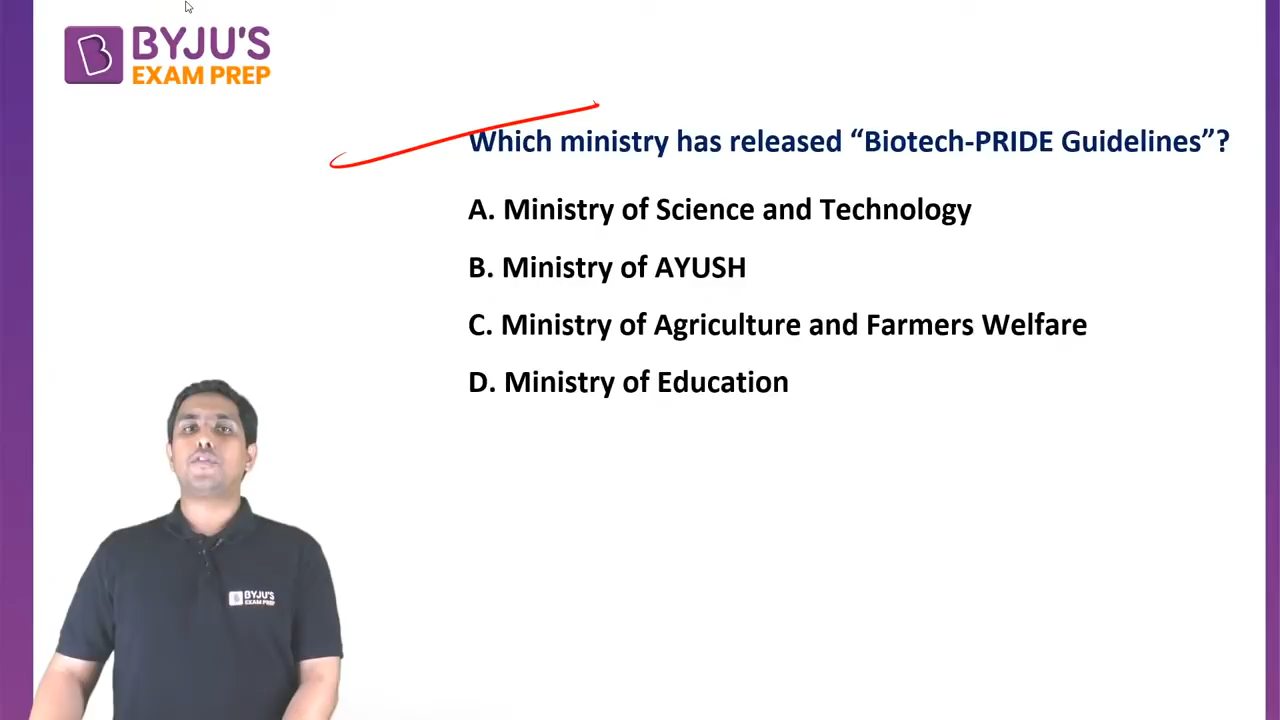 BYJU'S
EXAM PREP
Which ministry has released “Biotech-PRIDE Guidelines”?
A. Ministry of Science and Technology
B. Ministry of AYUSH
C. Ministry of Agriculture and Farmers Welfare
D. Ministry of Education
BYJU'S
EXAM PREP